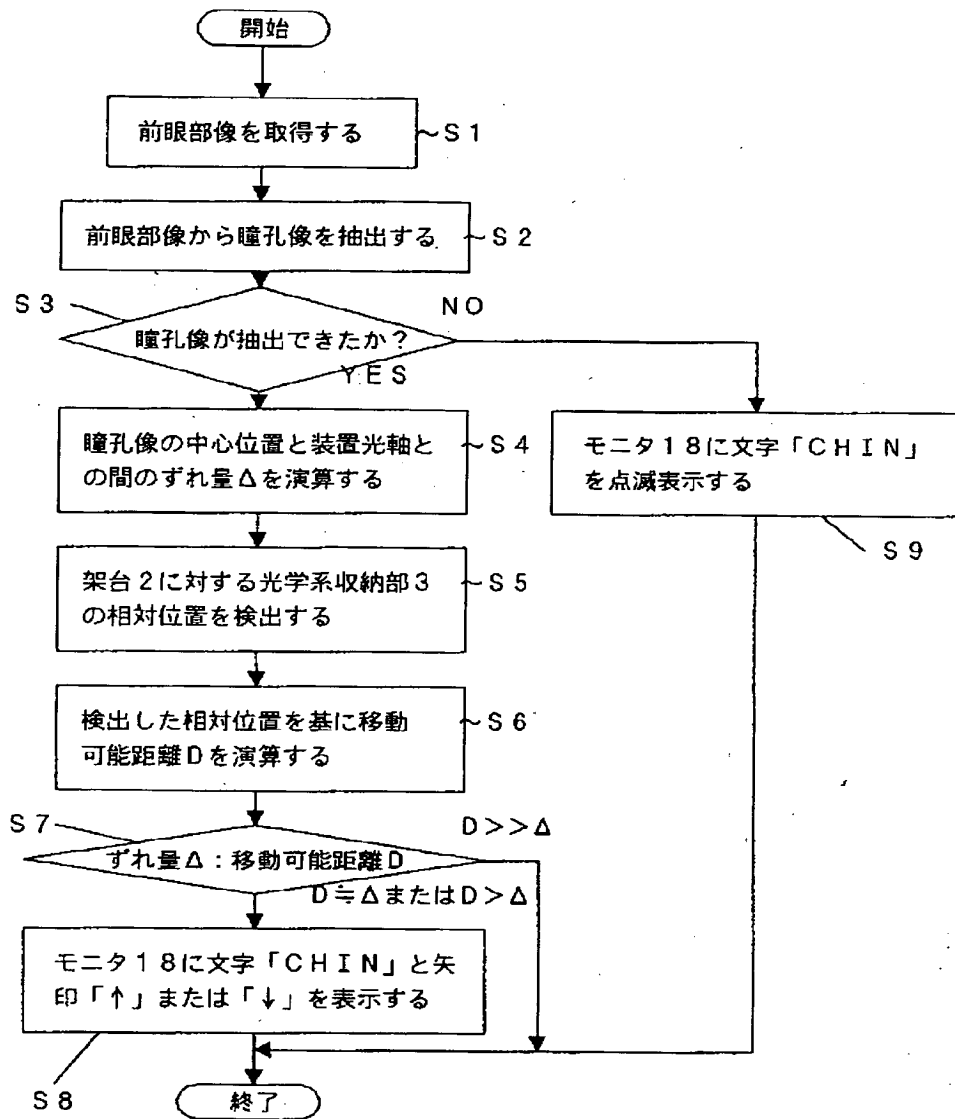 開始
前眼部像を取得する
~S1
前眼部像から瞳孔像を抽出する
~S2
S3
NO
瞳孔像が抽出できたか?
YES
瞳孔像の中心位置と装置光軸と
の間のずれ量Δを演算する
~S4
モニタ18に文字「CHIN」
を点滅表示する
S9
架台2に対する光学系収納部3
の相対位置を検出する
~S5
検出した相対位置を基に移動
可能距離Dを演算する
~S6
S7
D>>Δ
ずれ量Δ:移動可能距離D
D≒ΔまたはD>Δ
モニタ18に文字「CHIN」と矢
印「↑」または「↓」を表示する
S8
終了